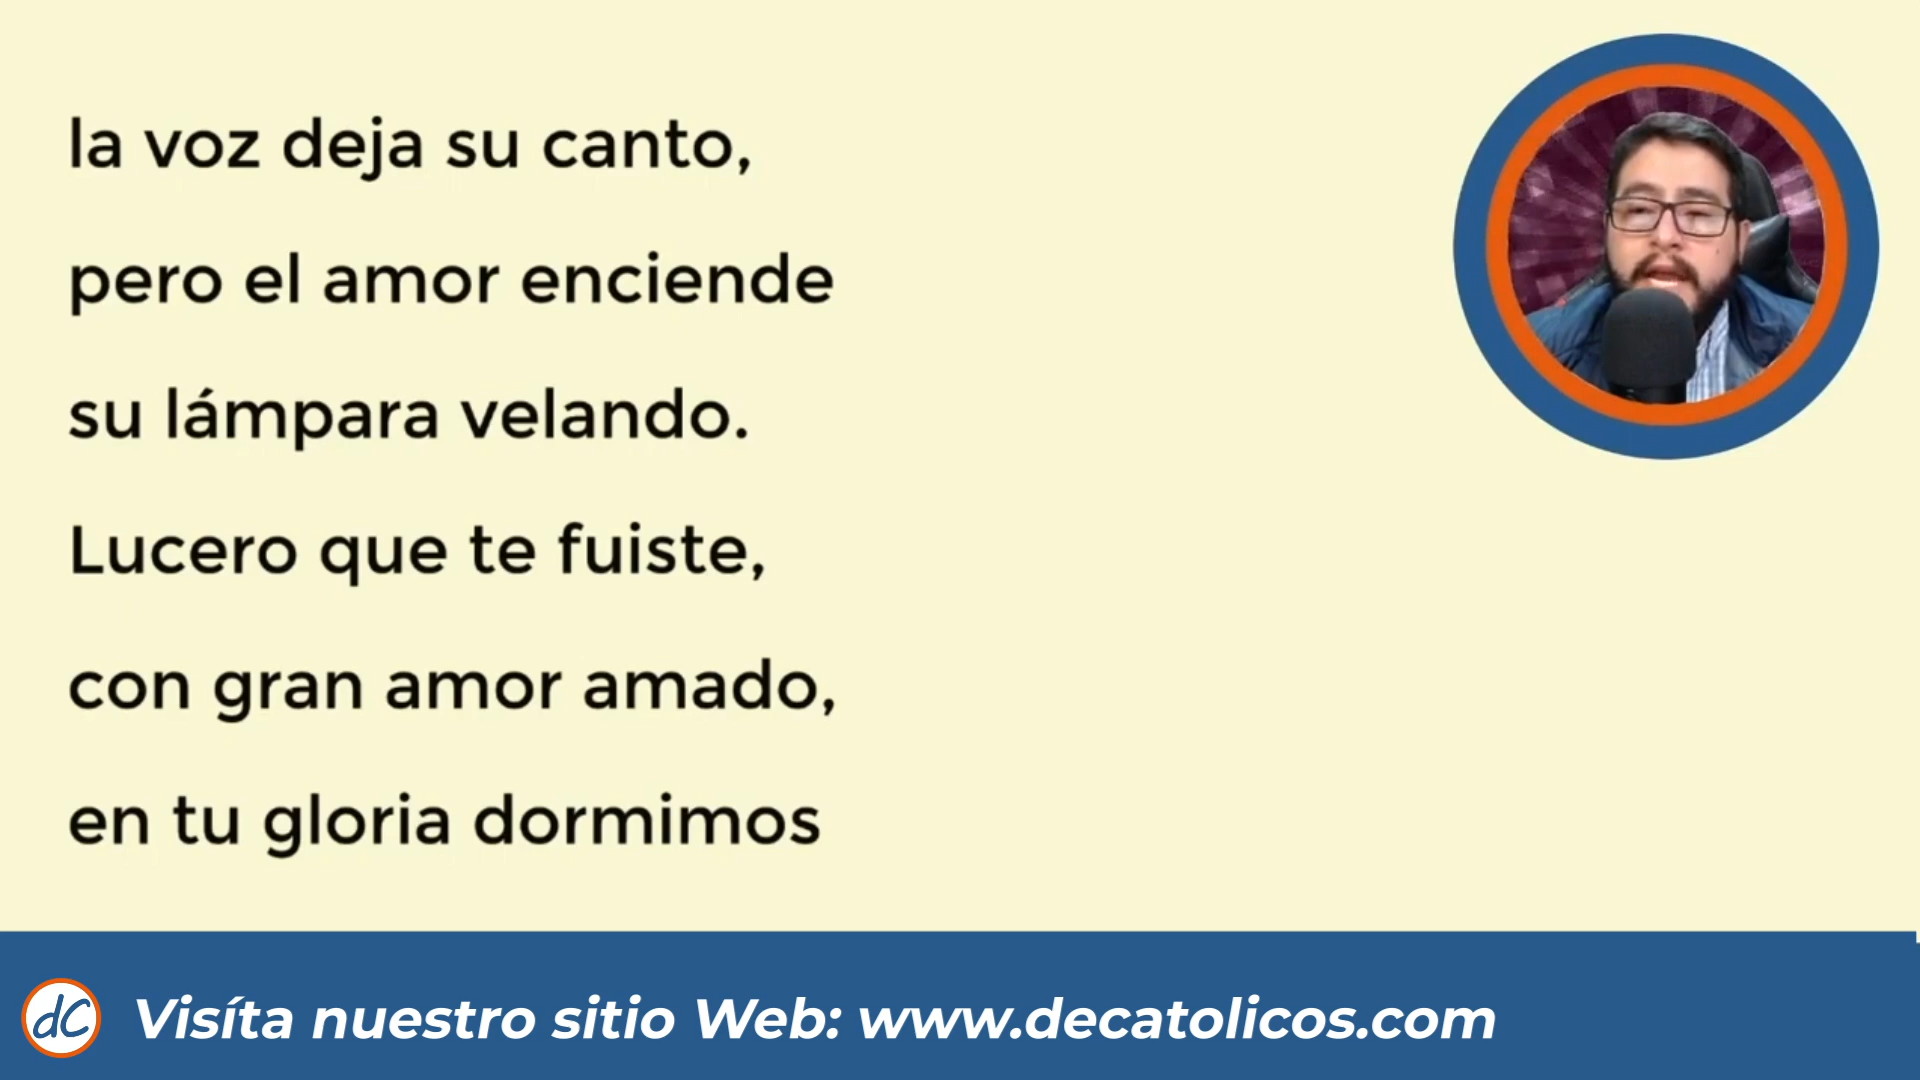 la voz deja su canto,
pero el amor enciende
su lámpara velando.
Lucero que te fuiste,
con gran amor amado,
en tu gloria dormimos
dC Visíta nuestro sitio Web: www.decatolicos.com